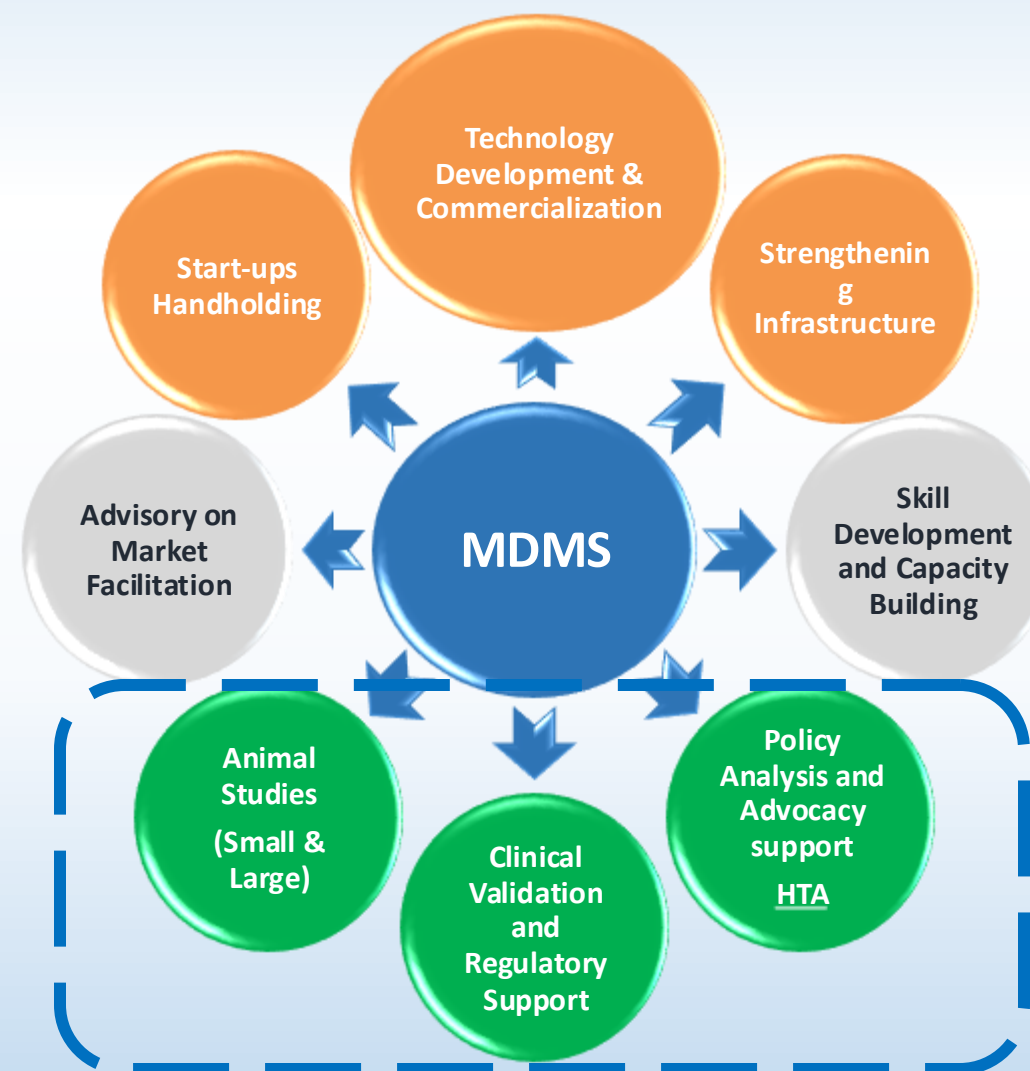 Technology
Development &
Commercialization
Start-ups
Handholding
Strengthenin
g
Infrastructure
Advisory on
Market
Facilitation
MDMS
Skill
Development
and Capacity
Building
Animal
Studies
(Small &
Large)
Clinical
Validation
and
Regulatory
Support
Policy
Analysis and
Advocacy
support
HTA